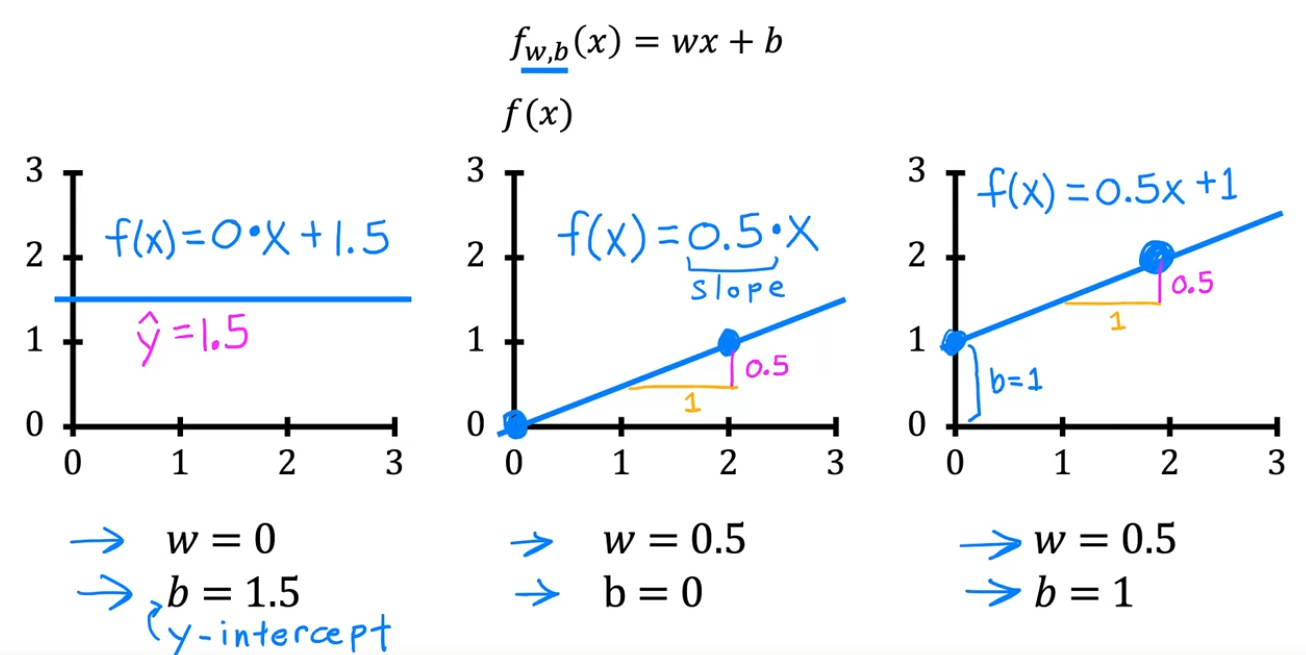 f_{w,b}(x) = wx + b
f(x)
3
2
1
0
0 1 2 3
f(x)=0•x+1.5
ŷ=1.5
w = 0
b = 1.5
y-intercept
3
2
1
0
0 1 2 3
f(x)=0.5•x
slope
0.5
1
w = 0.5
b = 0
3
2
1
0
0 1 2 3
f(x)=0.5x+1
0.5
1
b=1
w = 0.5
b = 1